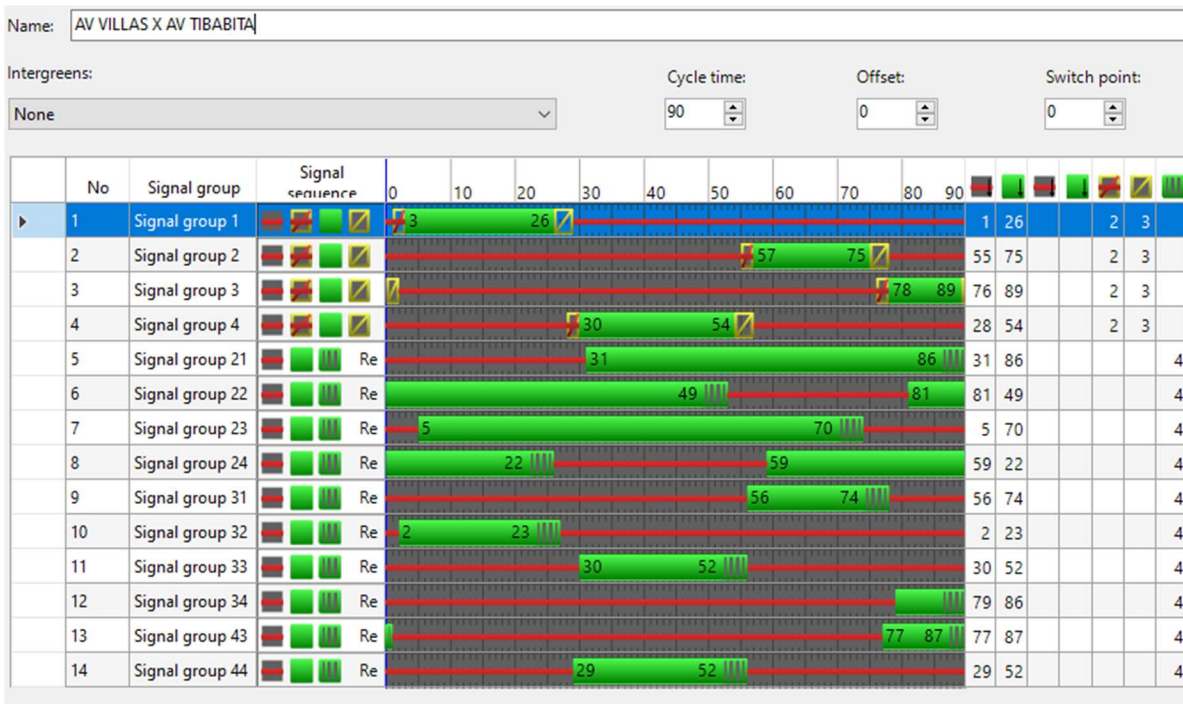 Name: AV VILLAS X AV TIBABITA
Intergreens: Cycle time: Offset: Switch point:
None 90 0 0
No Signal group Signal sequence 0 10 20 30 40 50 60 70 80 90
1 Signal group 1 3 26 1 26 2 3
2 Signal group 2 57 75 55 75 2 3
3 Signal group 3 78 89 76 89 2 3
4 Signal group 4 30 54 28 54 2 3
5 Signal group 21 Re 31 86 31 86 4
6 Signal group 22 Re 49 81 81 49 4
7 Signal group 23 Re 5 70 5 70 4
8 Signal group 24 Re 22 59 59 22 4
9 Signal group 31 Re 56 74 56 74 4
10 Signal group 32 Re 2 23 2 23 4
11 Signal group 33 Re 30 52 30 52 4
12 Signal group 34 Re 79 86 4
13 Signal group 43 Re 77 87 77 87 4
14 Signal group 44 Re 29 52 29 52 4